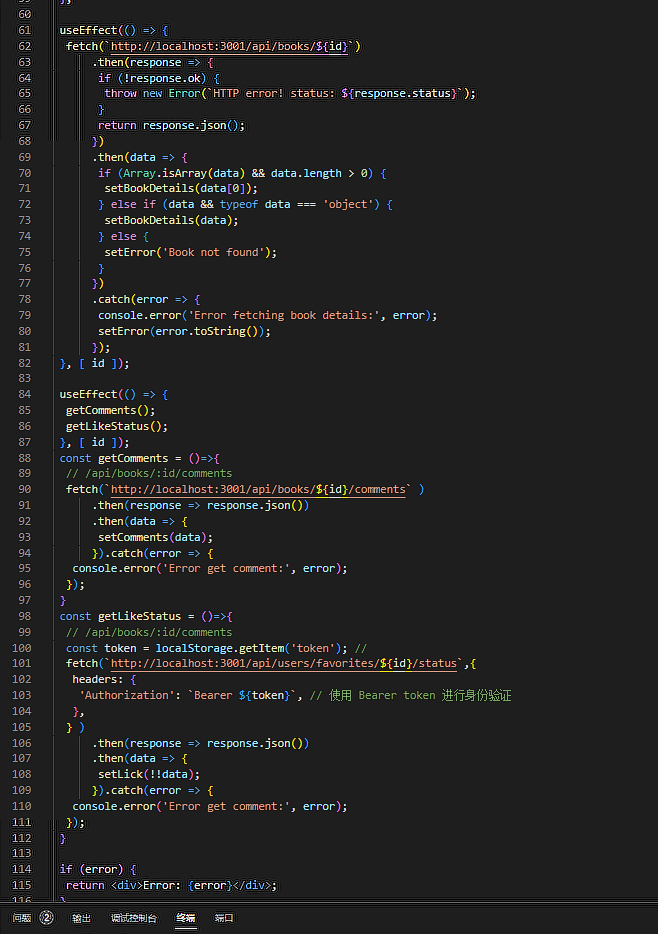 60
61 useEffect(() => {
62 fetch(`http://localhost:3001/api/books/${id}`)
63 .then(response => {
64 if (!response.ok) {
65 throw new Error(`HTTP error! status: ${response.status}`);
66 }
67 return response.json();
68 })
69 .then(data => {
70 if (Array.isArray(data) && data.length > 0) {
71 setBookDetails(data[0]);
72 } else if (data && typeof data === 'object') {
73 setBookDetails(data);
74 } else {
75 setError('Book not found');
76 }
77 })
78 .catch(error => {
79 console.error('Error fetching book details:', error);
80 setError(error.toString());
81 });
82 }, [ id ]);
83
84 useEffect(() => {
85 getComments();
86 getLikeStatus();
87 }, [ id ]);
88 const getComments = ()=>{
89 // /api/books/:id/comments
90 fetch(`http://localhost:3001/api/books/${id}/comments` )
91 .then(response => response.json())
92 .then(data => {
93 setComments(data);
94 }).catch(error => {
95 console.error('Error get comment:', error);
96 });
97 }
98 const getLikeStatus = ()=>{
99 // /api/books/:id/comments
100 const token = localStorage.getItem('token'); //
101 fetch(`http://localhost:3001/api/users/favorites/${id}/status`,{
102 headers: {
103 'Authorization': `Bearer ${token}`, // 使用 Bearer token 进行身份验证
104 },
105 } )
106 .then(response => response.json())
107 .then(data => {
108 setLick(!!data);
109 }).catch(error => {
110 console.error('Error get comment:', error);
111 });
112 }
113
114 if (error) {
115 return <div>Error: {error}</div>;
116 }
问题 2 输出 调试控制台 终端 端口